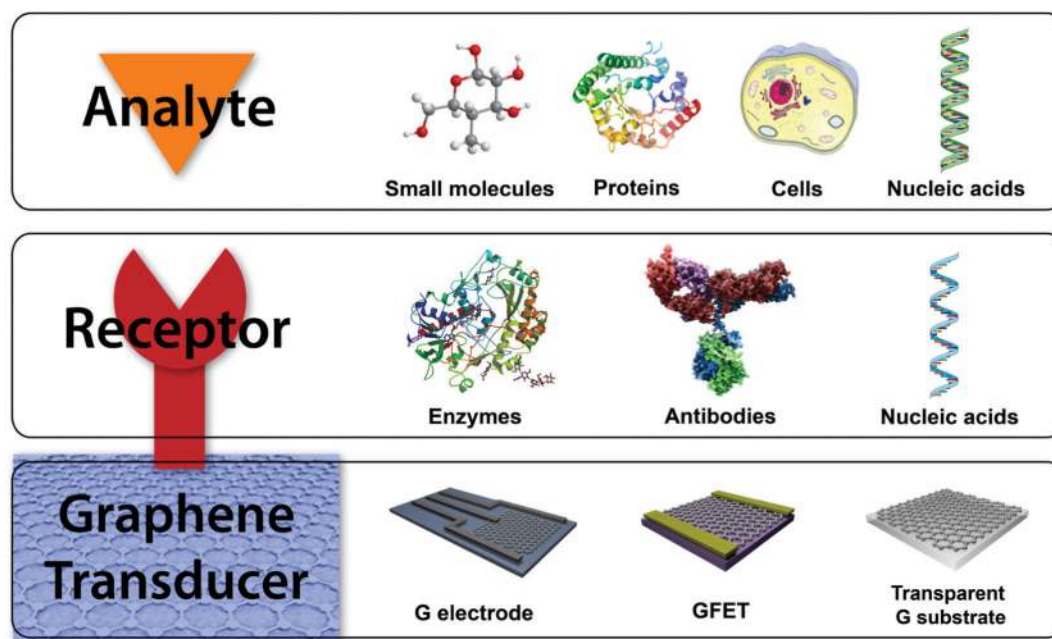 Analyte
Small molecules
Proteins
Cells
Nucleic acids
Receptor
Enzymes
Antibodies
Nucleic acids
Graphene
Transducer
G electrode
GFET
Transparent
G substrate